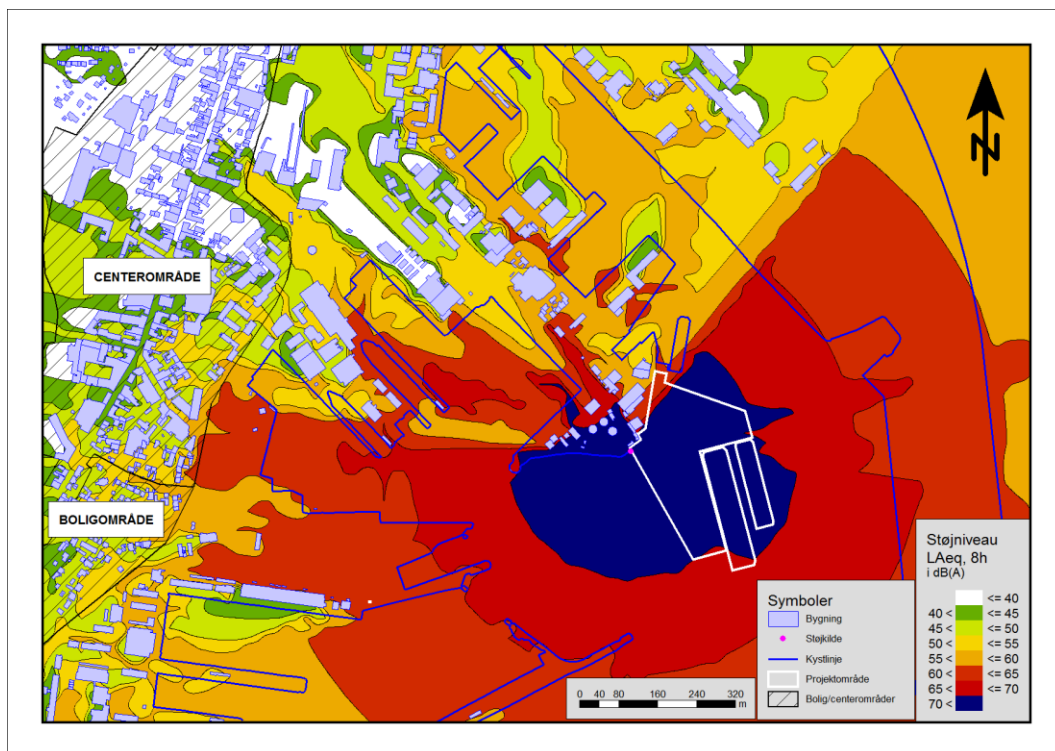 N
CENTEROMRÅDE
BOLIGOMRÅDE
Støjniveau
LAeq, 8h
i dB(A)
<= 40
40 < <= 45
45 < <= 50
50 < <= 55
55 < <= 60
60 < <= 65
65 < <= 70
70 <
Symboler
Bygning
Støjkilde
Kystlinje
Projektområde
Bolig/centerområder
0 40 80 160 240 320
m